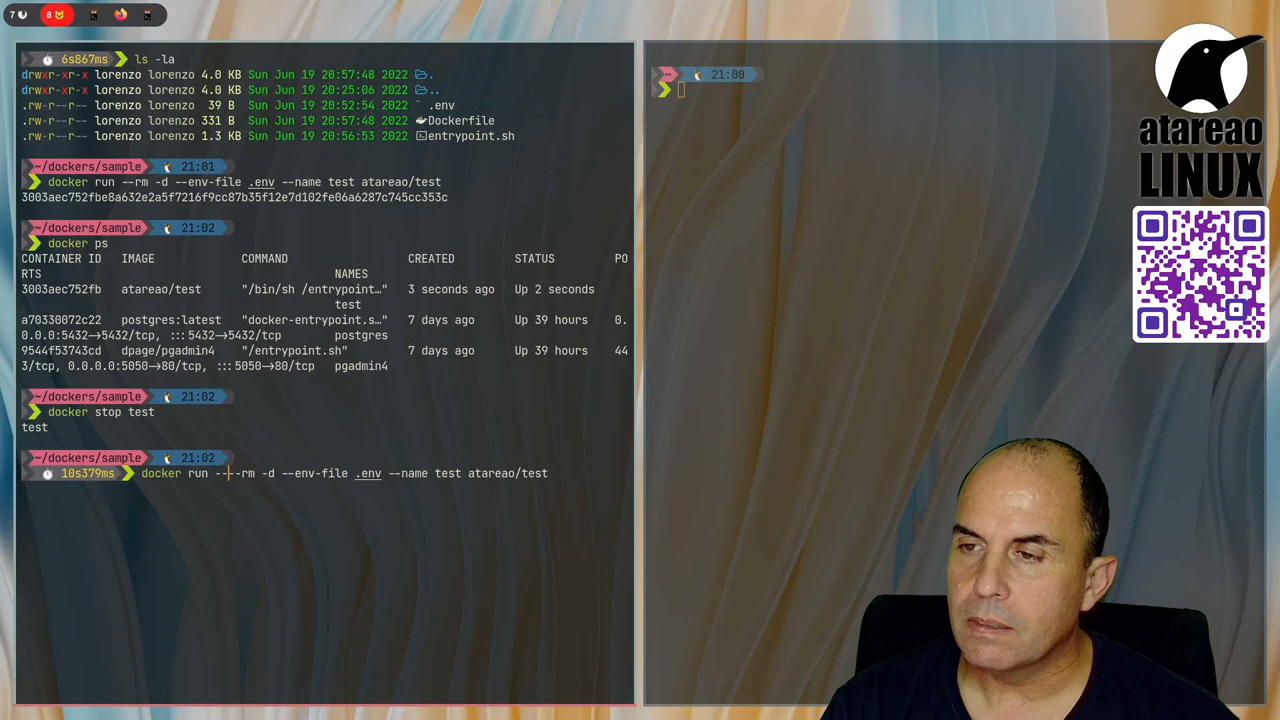 7 8
6s867ms ls -la
drwxr-xr-x lorenzo lorenzo 4.0 KB Sun Jun 19 20:57:48 2022 .
drwxr-xr-x lorenzo lorenzo 4.0 KB Sun Jun 19 20:25:06 2022 ..
.rw-r--r-- lorenzo lorenzo 39 B Sun Jun 19 20:52:54 2022 .env
.rw-r--r-- lorenzo lorenzo 331 B Sun Jun 19 20:57:48 2022 Dockerfile
.rw-r--r-- lorenzo lorenzo 1.3 KB Sun Jun 19 20:56:53 2022 entrypoint.sh
~/dockers/sample 21:01
docker run --rm -d --env-file .env --name test atareao/test
3003aec752fbe8a632e2a5f7216f9cc87b35f12e7d102fe06a6287c745cc353c
~/dockers/sample 21:02
docker ps
CONTAINER ID IMAGE COMMAND CREATED STATUS PO
RTS NAMES
3003aec752fb atareao/test "/bin/sh /entrypoint…" 3 seconds ago Up 2 seconds
test
a70330072c22 postgres:latest "docker-entrypoint.s…" 7 days ago Up 39 hours 0.
0.0.0:5432->5432/tcp, :::5432->5432/tcp postgres
9544f53743cd dpage/pgadmin4 "/entrypoint.sh" 7 days ago Up 39 hours 44
3/tcp, 0.0.0.0:5050->80/tcp, :::5050->80/tcp pgadmin4
~/dockers/sample 21:02
docker stop test
test
~/dockers/sample 21:02
10s379ms docker run ----rm -d --env-file .env --name test atareao/test
~ 21:00
atareao
LINUX